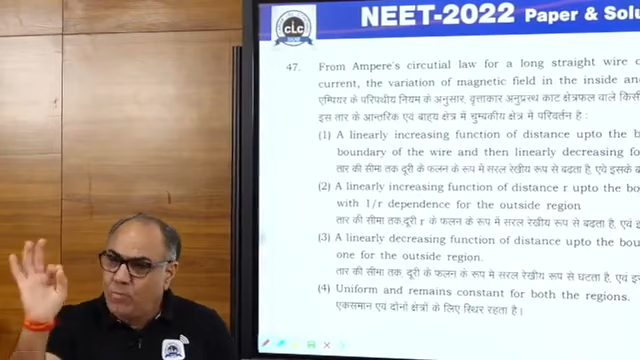 NEET-2022 Paper & Solu
CLC
47. From Ampere's circutial law for a long straight wire o
current, the variation of magnetic field in the inside and
एम्पियर के परिपथीय नियम के अनुसार, वृत्ताकार अनुप्रस्थ काट क्षेत्रफल वाले किसी
इस तार के आन्तरिक एवं बाह्य क्षेत्र में चुम्बकीय क्षेत्र में परिवर्तन है :
(1) A linearly increasing function of distance upto the b
boundary of the wire and then linearly decreasing fo
तार की सीमा तक दूरी के फलन के रूप में सरल रेखीय रूप से बढ़ता है, एवं इसके ब
(2) A linearly increasing function of distance r upto the bo
with 1/r dependence for the outside region
तार की सीमा तक,दूरी r के फलन के रूप में सरल रेखीय रूप से बढ़ता है, एवं इ
(3) A linearly decreasing function of distance upto the bou
one for the outside region.
तार की सीमा तक, दूरी के फलन के रूप में सरल रेखीय रूप से घटता है, एवं इस
(4) Uniform and remains constant for both the regions.
एकसमान एवं दोनों क्षेत्रों के लिए स्थिर रहता है।